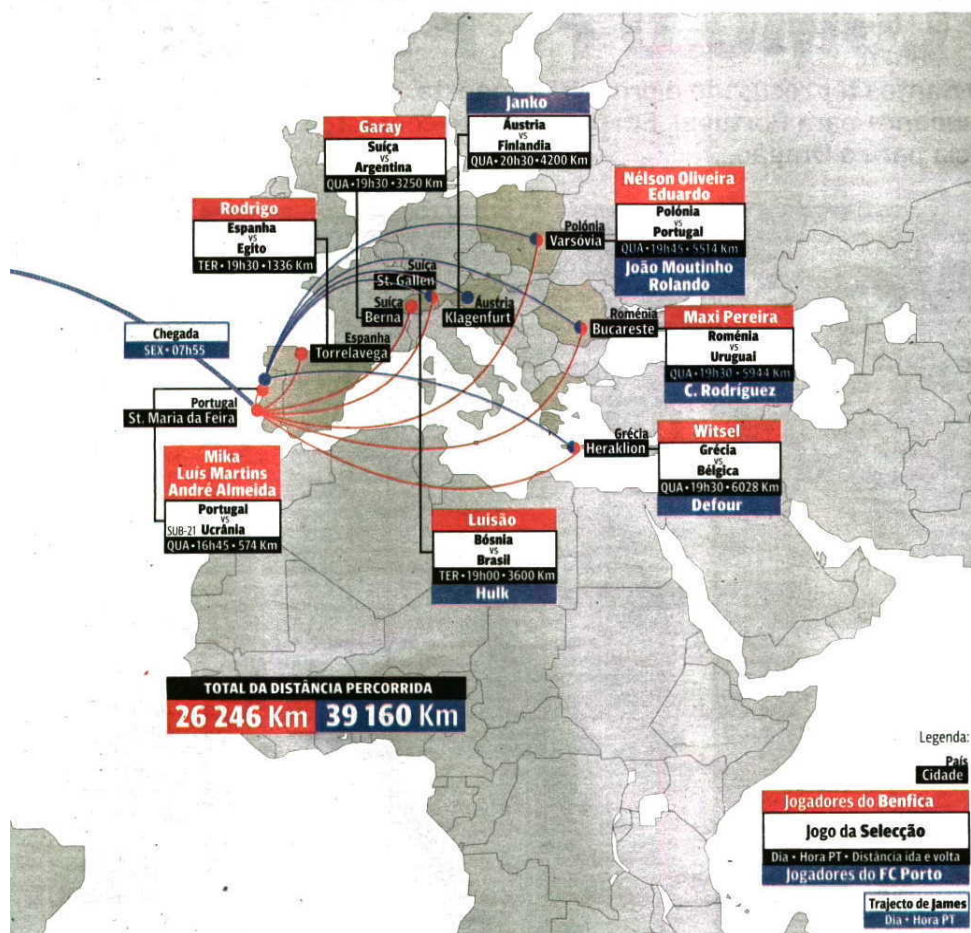 Janko
Áustria
vs
Finlandia
QUA • 20h30 • 4200 Km
Garay
Suíça
vs
Argentina
QUA • 19h30 • 3250 Km
Nélson Oliveira
Eduardo
Polónia
vs
Portugal
QUA • 19h45 • 5514 Km
João Moutinho
Rolando
Rodrigo
Espanha
vs
Egito
TER • 19h30 • 1336 Km
Polónia
Varsóvia
Suíça
St. Gallen
Suíça
Berna
Áustria
Klagenfurt
Roménia
Bucareste
Maxi Pereira
Roménia
vs
Uruguai
QUA • 19h30 • 5944 Km
C. Rodríguez
Chegada
SEX • 07h55
Espanha
Torrelavega
Portugal
St. Maria da Feira
Grécia
Heraklion
Witsel
Grécia
vs
Bélgica
QUA • 19h30 • 6028 Km
Defour
Mika
Luís Martins
André Almeida
Portugal
vs
SUB-21 Ucrânia
QUA • 16h45 • 574 Km
Luisão
Bósnia
vs
Brasil
TER • 19h00 • 3600 Km
Hulk
TOTAL DA DISTÂNCIA PERCORRIDA
26 246 Km 39 160 Km
Legenda:
País
Cidade
Jogadores do Benfica
Jogo da Selecção
Dia • Hora PT • Distância ida e volta
Jogadores do FC Porto
Trajecto de James
Dia • Hora PT